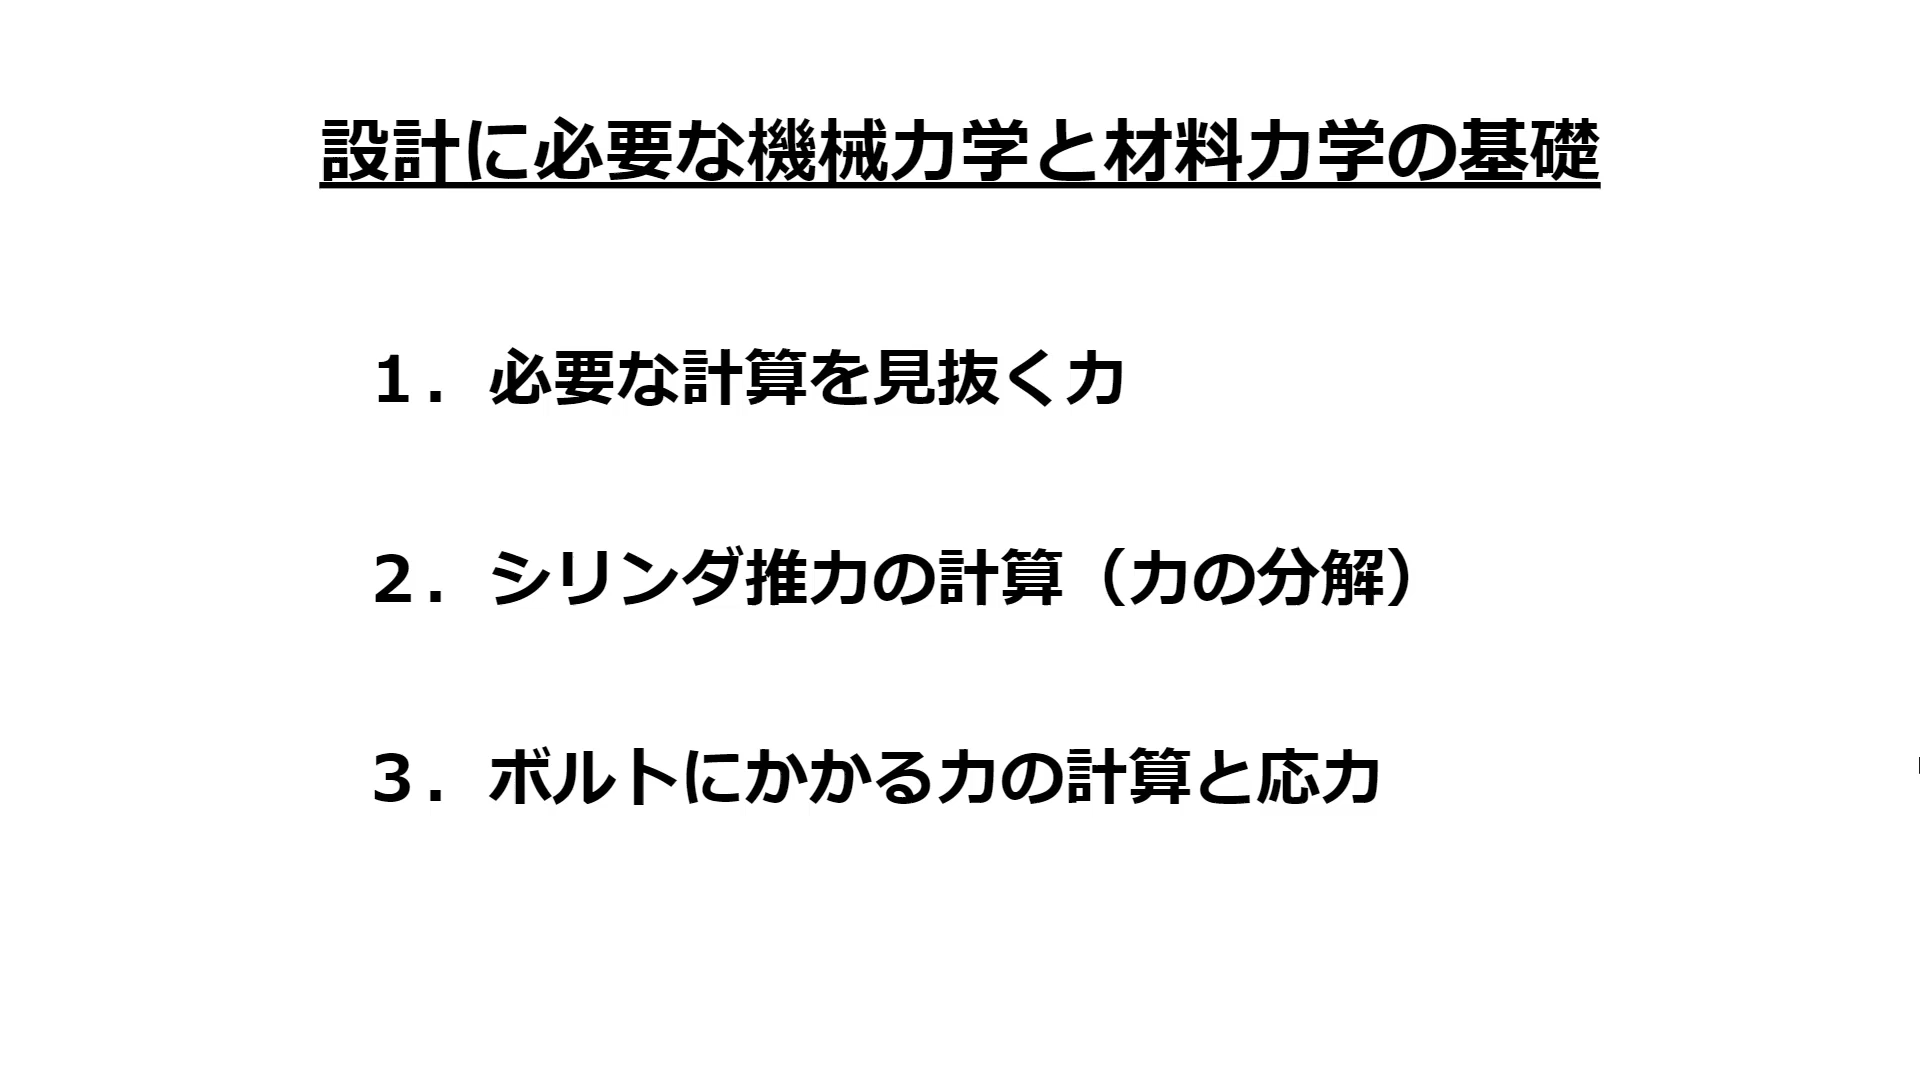 設計に必要な機械力学と材料力学の基礎
１．必要な計算を見抜く力
２．シリンダ推力の計算（力の分解）
３．ボルトにかかる力の計算と応力